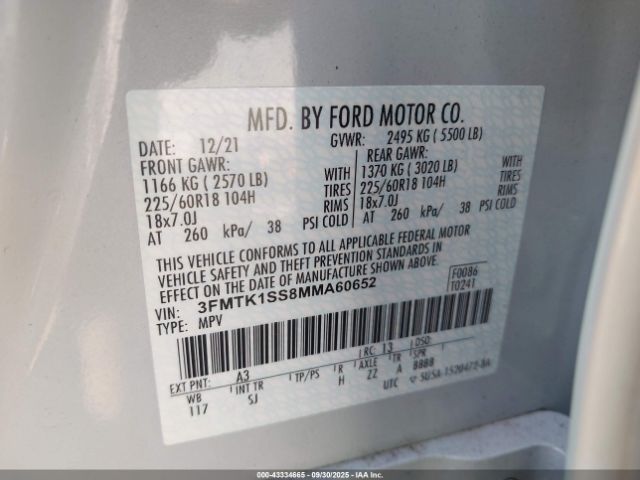 MFD. BY FORD MOTOR CO.
DATE: 12/21 GVWR: 2495 KG ( 5500 LB)
FRONT GAWR: REAR GAWR:
1166 KG ( 2570 LB) WITH 1370 KG ( 3020 LB) WITH
225/60R18 104H TIRES 225/60R18 104H TIRES
18x7.0J RIMS 18x7.0J RIMS
AT 260 kPa/ 38 PSI COLD AT 260 kPa/ 38 PSI COLD
THIS VEHICLE CONFORMS TO ALL APPLICABLE FEDERAL MOTOR
VEHICLE SAFETY AND THEFT PREVENTION STANDARDS IN
EFFECT ON THE DATE OF MANUFACTURE SHOWN ABOVE.
VIN: 3FMTK1SS8MMA60652 F0086
TYPE: MPV T0241
EXT PNT: A3 RC: 13 DSO:
WB INT TR TP/PS R AXLE TR SPR
117 SJ H ZZ A 8888
UTC
000-43334665 - 09/30/2025 - IAA Inc.